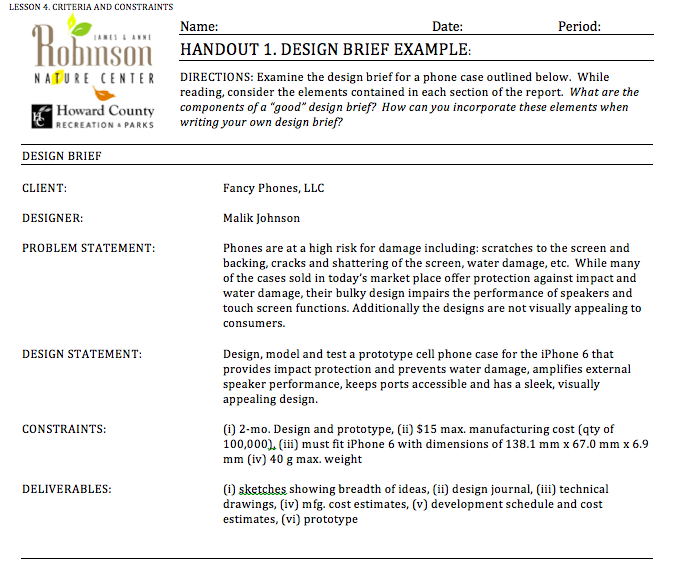 LESSON 4. CRITERIA AND CONSTRAINTS
JAMES & ANNE
Robinson
NATURE CENTER
HC
Howard County
RECREATION & PARKS
Name: Date: Period:
HANDOUT 1. DESIGN BRIEF EXAMPLE:
DIRECTIONS: Examine the design brief for a phone case outlined below. While
reading, consider the elements contained in each section of the report. What are the
components of a “good” design brief? How can you incorporate these elements when
writing your own design brief?
DESIGN BRIEF
CLIENT: Fancy Phones, LLC
DESIGNER: Malik Johnson
PROBLEM STATEMENT: Phones are at a high risk for damage including: scratches to the screen and
backing, cracks and shattering of the screen, water damage, etc. While many
of the cases sold in today’s market place offer protection against impact and
water damage, their bulky design impairs the performance of speakers and
touch screen functions. Additionally the designs are not visually appealing to
consumers.
DESIGN STATEMENT: Design, model and test a prototype cell phone case for the iPhone 6 that
provides impact protection and prevents water damage, amplifies external
speaker performance, keeps ports accessible and has a sleek, visually
appealing design.
CONSTRAINTS: (i) 2-mo. Design and prototype, (ii) $15 max. manufacturing cost (qty of
100,000), (iii) must fit iPhone 6 with dimensions of 138.1 mm x 67.0 mm x 6.9
mm (iv) 40 g max. weight
DELIVERABLES: (i) sketches showing breadth of ideas, (ii) design journal, (iii) technical
drawings, (iv) mfg. cost estimates, (v) development schedule and cost
estimates, (vi) prototype